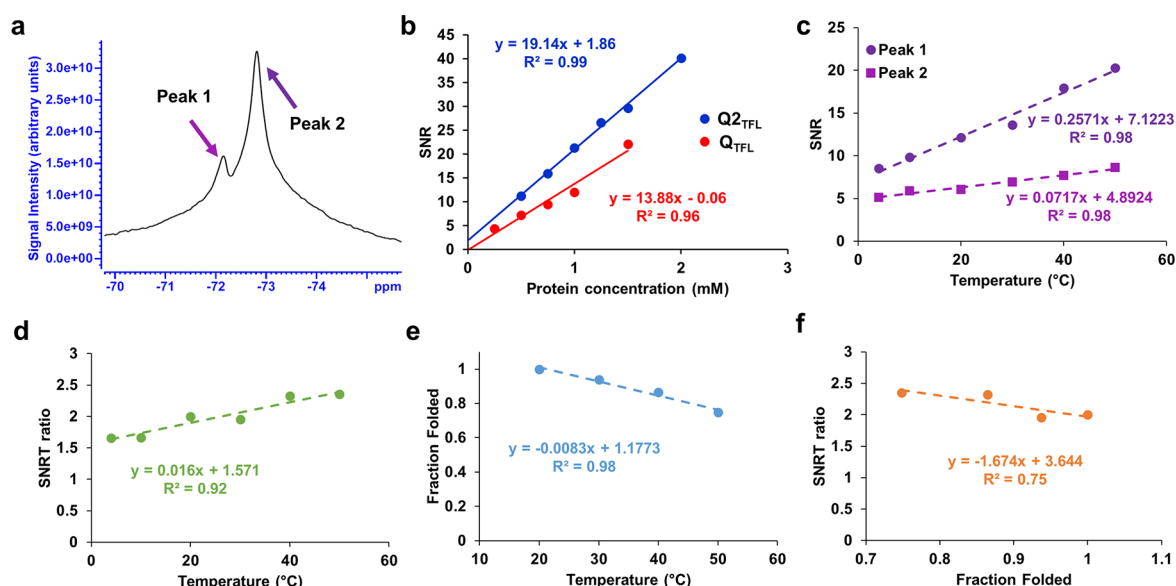 a
Signal Intensity (arbitrary units)
3.0e+10
2.5e+10
2.0e+10
1.5e+10
1.0e+10
5.0e+09
0.0e+00
Peak 1
Peak 2
-70 -71 -72 -73 -74 ppm
b
SNR
45
40
35
30
25
20
15
10
5
0
y = 19.14x + 1.86
R² = 0.99
Q2TFL
QTFL
y = 13.88x - 0.06
R² = 0.96
0 1 2 3
Protein concentration (mM)
c
Peak 1
Peak 2
SNR
25
20
15
10
5
0
y = 0.2571x + 7.1223
R² = 0.98
y = 0.0717x + 4.8924
R² = 0.98
0 20 40 60
Temperature (°C)
d
SNRT ratio
3
2.5
2
1.5
1
0.5
0
y = 0.016x + 1.571
R² = 0.92
0 20 40 60
Temperature (°C)
e
Fraction Folded
1
0.8
0.6
0.4
0.2
0
y = -0.0083x + 1.1773
R² = 0.98
10 20 30 40 50 60
Temperature (°C)
f
SNRT ratio
3
2.5
2
1.5
1
0.5
0
y = -1.674x + 3.644
R² = 0.75
0.7 0.8 0.9 1 1.1
Fraction Folded